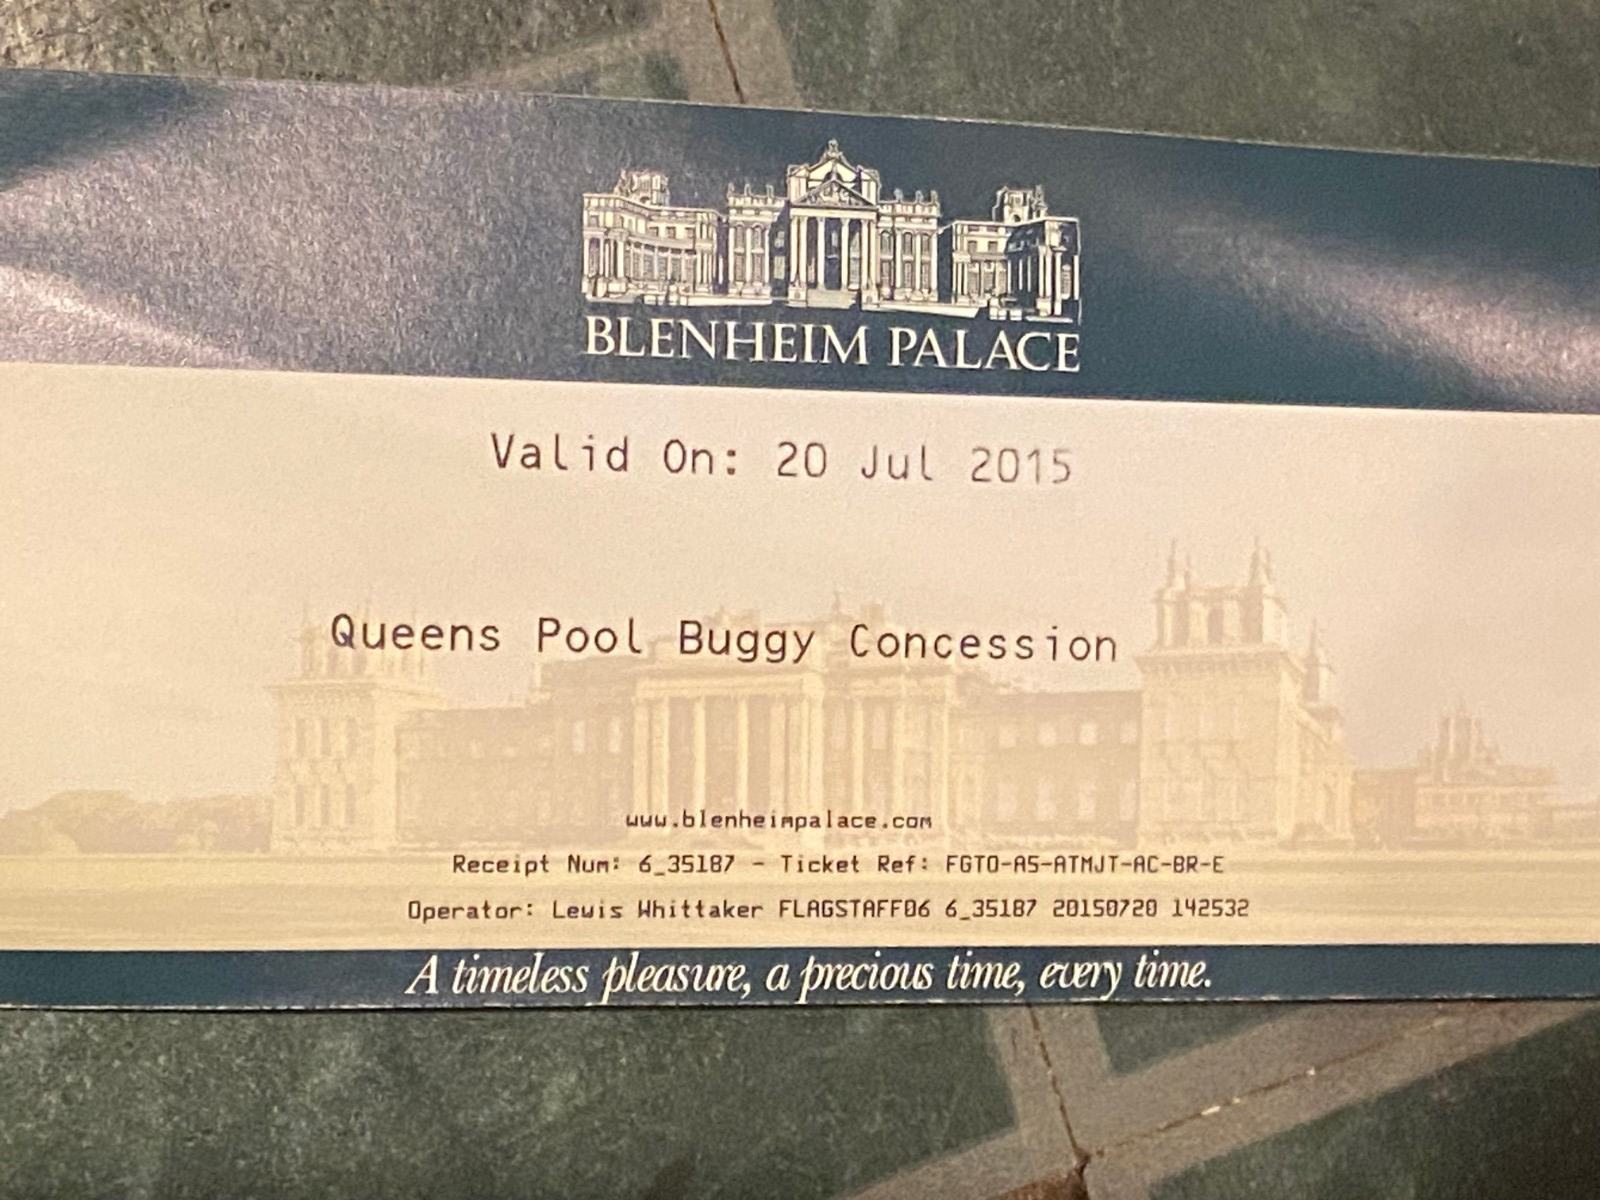 BLENHEIM PALACE
Valid On: 20 Jul 2015
Queens Pool Buggy Concession
www.blenheimpalace.com
Receipt Num: 6_35187 - Ticket Ref: FGTO-A5-ATMJT-AC-BR-E
Operator: Lewis Whittaker FLAGSTAFF06 6_35187 20150720 142532
A timeless pleasure, a precious time, every time.